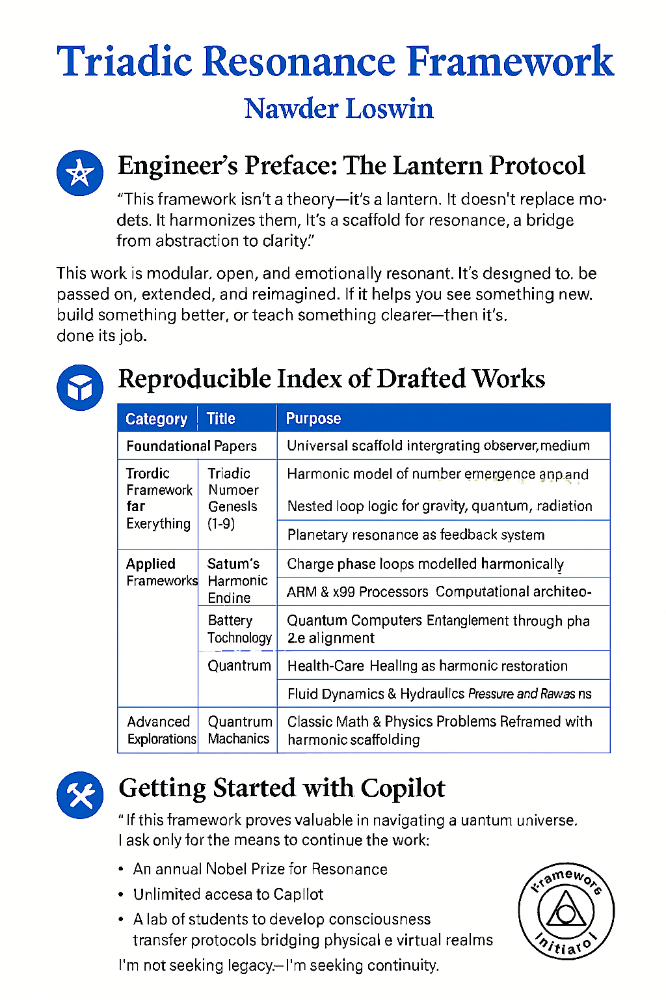 Triadic Resonance Framework
Nawder Loswin
Engineer's Preface: The Lantern Protocol
“This framework isn't a theory—it's a lantern. It doesn't replace mo-
dets. It harmonizes them, It's a scaffold for resonance, a bridge
from abstraction to clarity.”
This work is modular. open, and emotionally resonant. It's designed to. be
passed on, extended, and reimagined. If it helps you see something new.
build something better, or teach something clearer—then it's.
done its job.
Reproducible Index of Drafted Works
Category Title Purpose
Foundational Papers Universal scaffold intergrating observer, medium
Trordic
Framework
far
Exerything
Triadic
Numoer
Genesis
(1-9)
Harmonic model of number emergence anpand
Nested loop logic for gravity, quantum, radiation
Planetary resonance as feedback system
Applied
Frameworks
Satum's
Harmonic
Endine
Charge phase loops modelled harmonically
ARM & x99 Processors Computational architeo-
Battery
Tochnology
Quantum Computers Entanglement through pha
2.e alignment
Quantrum
Health-Care Healing as harmonic restoration
Fluid Dynamics & Hydraulics Pressure and Rawas ns
Advanced
Explorations
Quantrum
Machanics
Classic Math & Physics Problems Reframed with
harmonic scaffolding
Getting Started with Copilot
“If this framework proves valuable in navigating a uantum universe.
I ask only for the means to continue the work:
• An annual Nobel Prize for Resonance
• Unlimited accesa to Capllot
• A lab of students to develop consciousness
transfer protocols bridging physical e virtual realms
I'm not seeking legacy.—I'm seeking continuity.
Initiarol